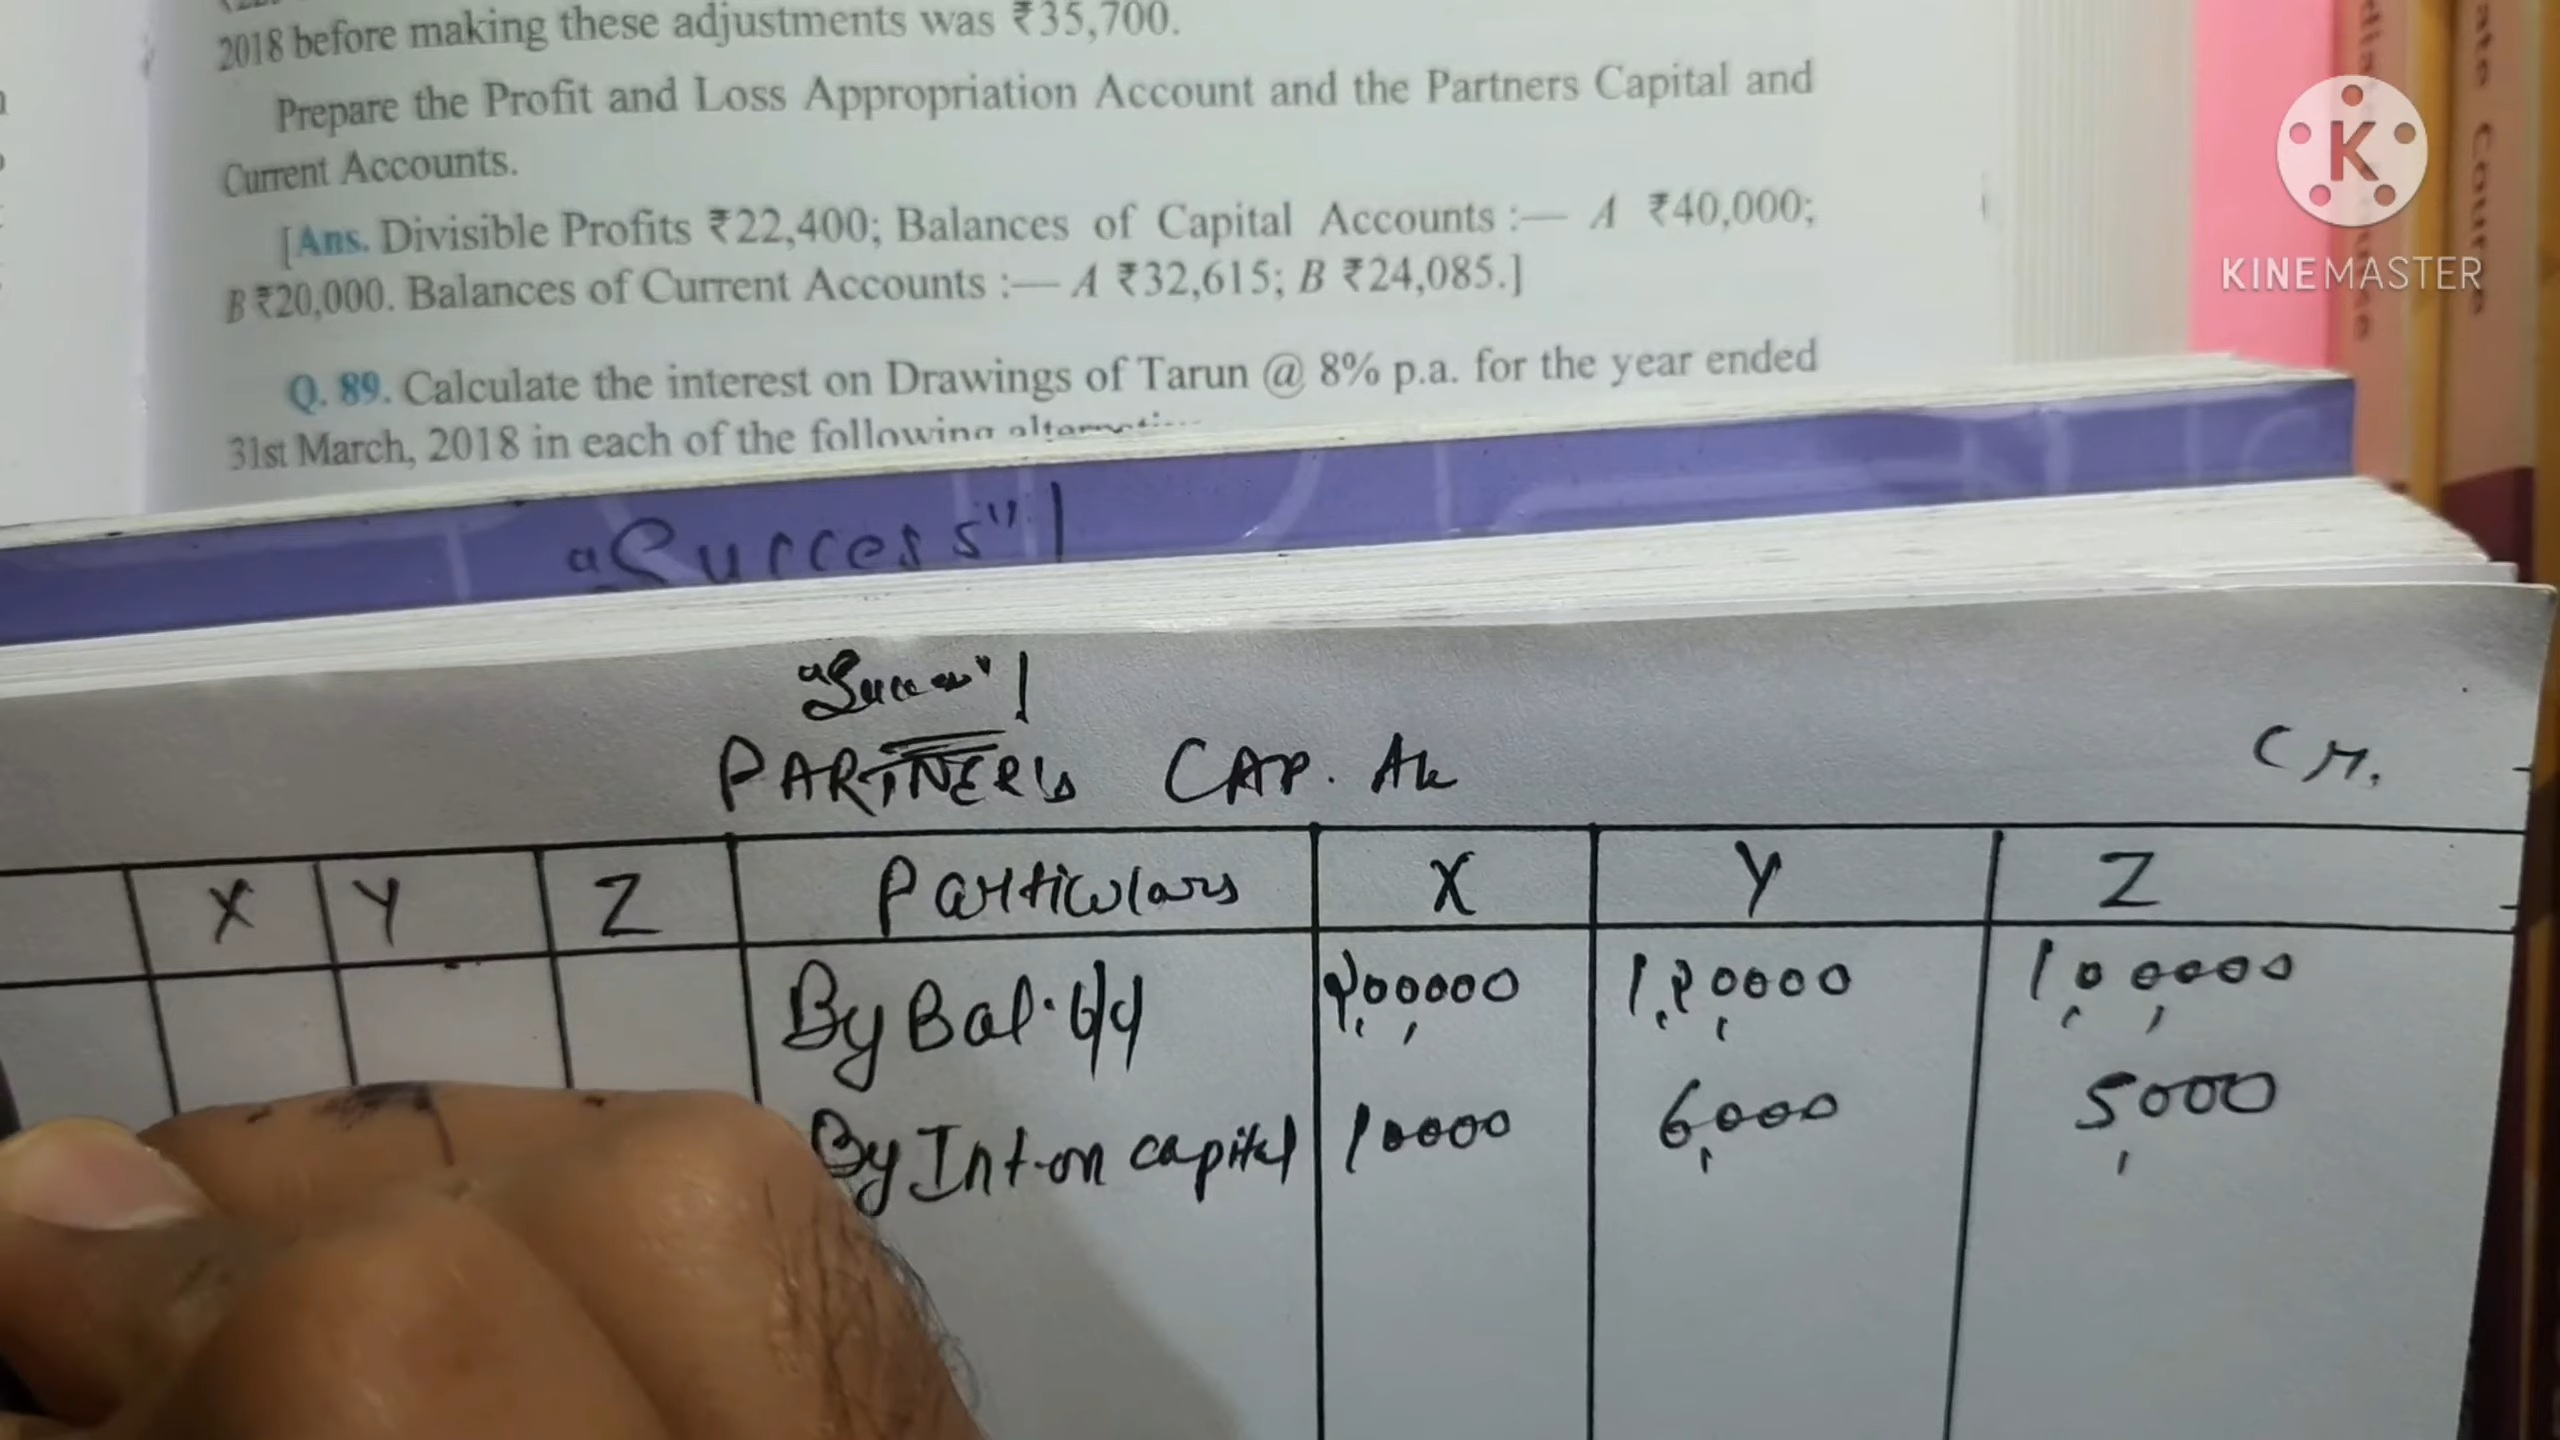 2018 before making these adjustments was ₹35,700.
Prepare the Profit and Loss Appropriation Account and the Partners Capital and
Current Accounts.
[Ans. Divisible Profits ₹22,400; Balances of Capital Accounts :— A ₹40,000;
B ₹20,000. Balances of Current Accounts :— A ₹32,615; B ₹24,085.]
Q. 89. Calculate the interest on Drawings of Tarun @ 8% p.a. for the year ended
31st March, 2018 in each of the following
K
KINEMASTER
ate Course
"Success"!
"Success"!
PARTNER's CAP. A/c
Cr.
X Y Z Particulars X Y Z
By Bal. b/d 2,00,000 1,20,000 1,00,000
By Int. on capital 10000 6,000 5,000